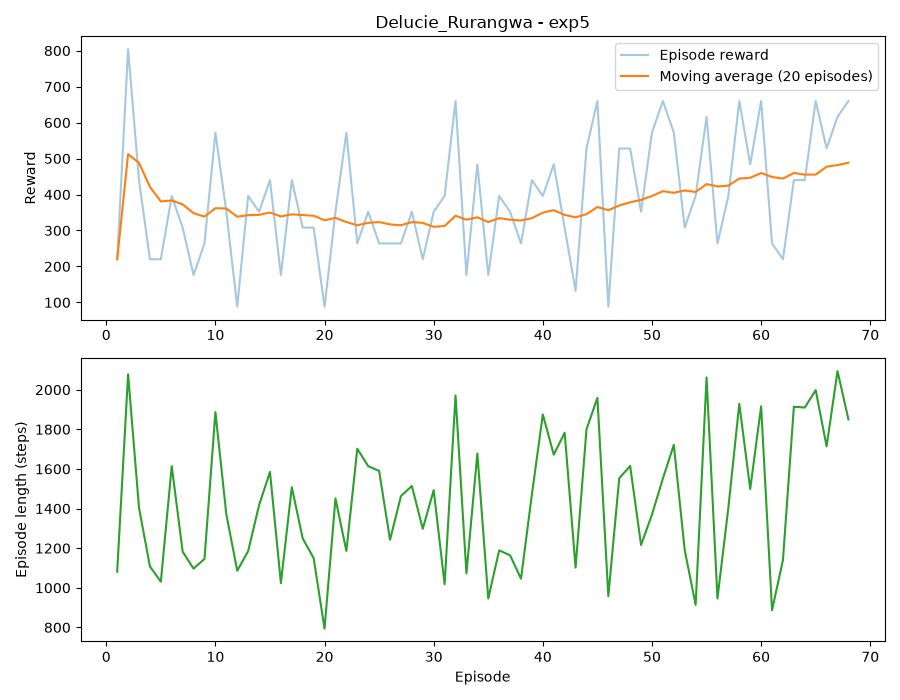 Delucie_Rurangwa - exp5
Episode reward
Moving average (20 episodes)
Reward
800
700
600
500
400
300
200
100
0 10 20 30 40 50 60 70
Episode length (steps)
2000
1800
1600
1400
1200
1000
800
0 10 20 30 40 50 60 70
Episode